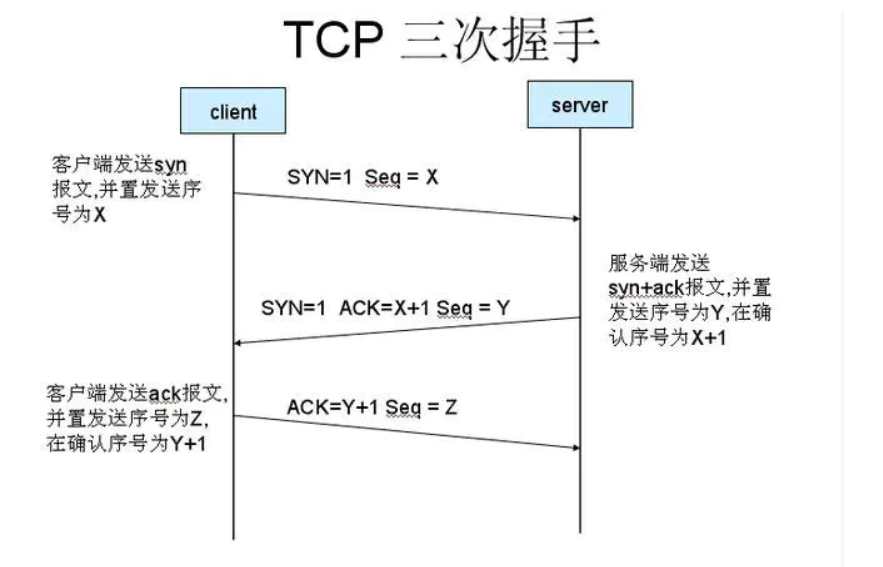 TCP 三次握手
client
server
客户端发送syn
报文,并置发送序
号为X
SYN=1 Seq = X
服务端发送
syn+ack报文,并置
发送序号为Y,在确
认序号为X+1
SYN=1 ACK=X+1 Seq = Y
客户端发送ack报文,
并置发送序号为Z,
在确认序号为Y+1
ACK=Y+1 Seq = Z